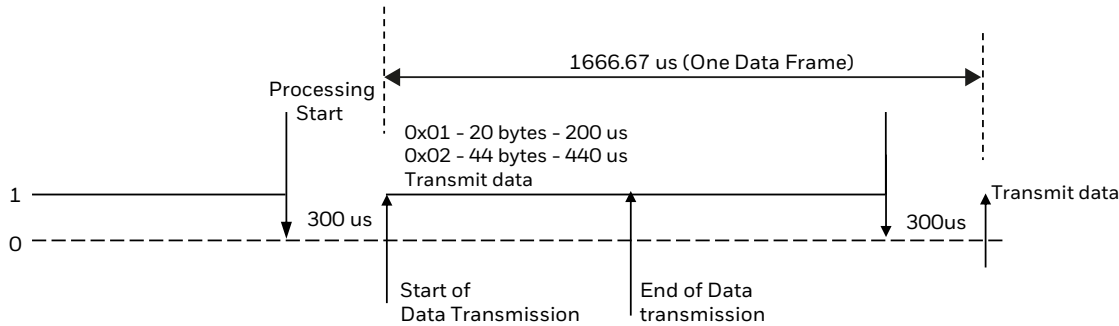 1666.67 us (One Data Frame)
Processing
Start
0x01 - 20 bytes - 200 us
0x02 - 44 bytes - 440 us
Transmit data
1
Transmit data
300 us
300us
0
Start of
Data Transmission
End of Data
transmission